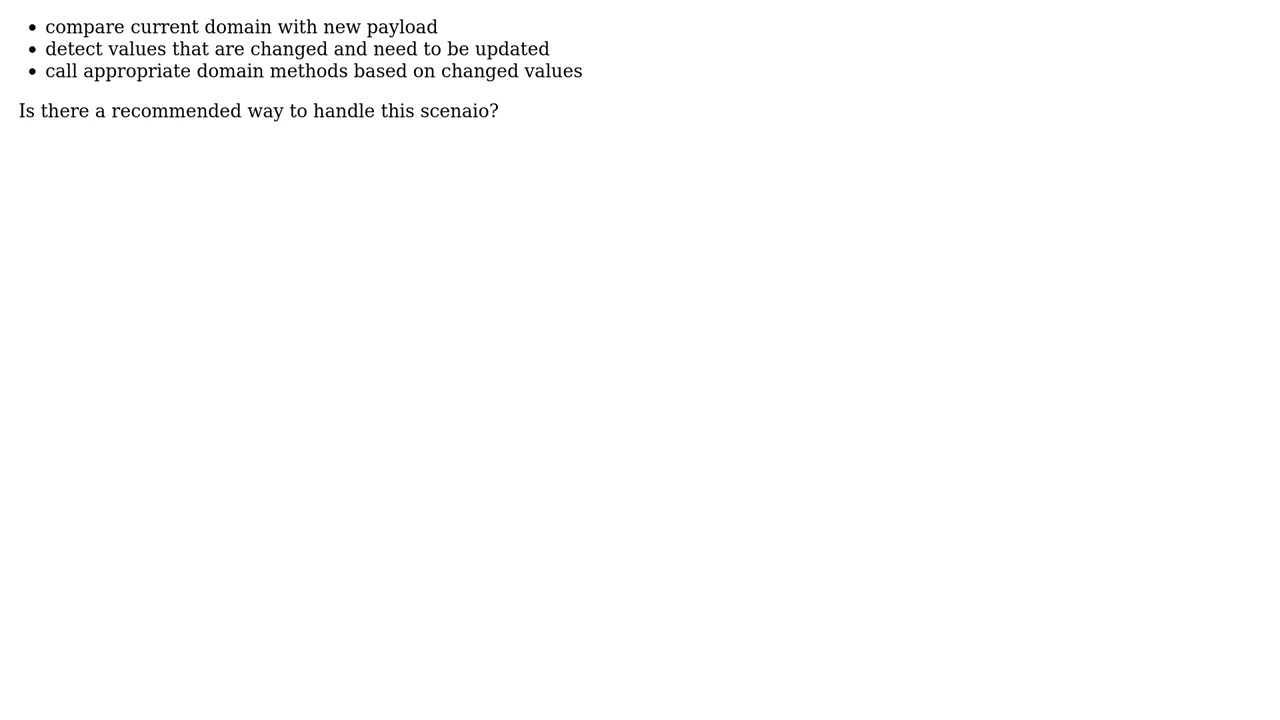 compare current domain with new payload
detect values that are changed and need to be updated
call appropriate domain methods based on changed values
Is there a recommended way to handle this scenaio?